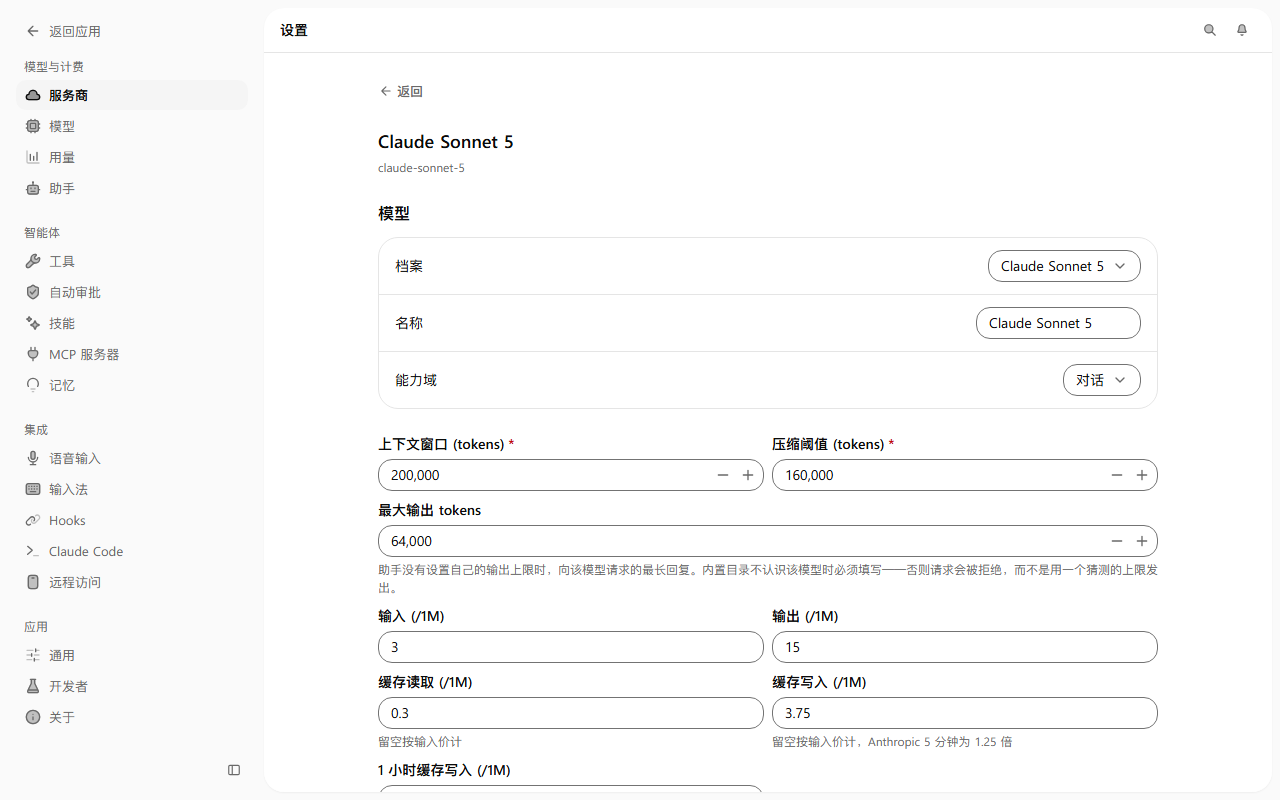 返回应用
模型与计费
服务商
模型
用量
助手
智能体
工具
自动审批
技能
MCP 服务器
记忆
集成
语音输入
输入法
Hooks
Claude Code
远程访问
应用
通用
开发者
关于
设置
返回
Claude Sonnet 5
claude-sonnet-5
模型
档案
Claude Sonnet 5
名称
Claude Sonnet 5
能力域
对话
上下文窗口 (tokens) *
压缩阈值 (tokens) *
200,000
160,000
最大输出 tokens
64,000
助手没有设置自己的输出上限时，向该模型请求的最长回复。内置目录不认识该模型时必须填写——否则请求会被拒绝，而不是用一个猜测的上限发
出。
输入 (/1M)
输出 (/1M)
3
15
缓存读取 (/1M)
缓存写入 (/1M)
0.3
3.75
留空按输入价计
留空按输入价计，Anthropic 5 分钟为 1.25 倍
1 小时缓存写入 (/1M)